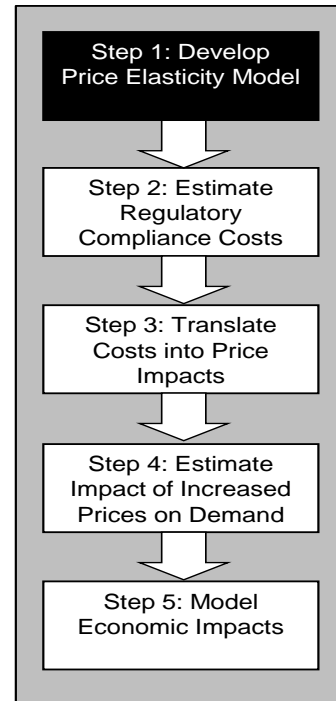 Step 1: Develop
Price Elasticity Model
Step 2: Estimate
Regulatory
Compliance Costs
Step 3: Translate
Costs into Price
Impacts
Step 4: Estimate
Impact of Increased
Prices on Demand
Step 5: Model
Economic Impacts